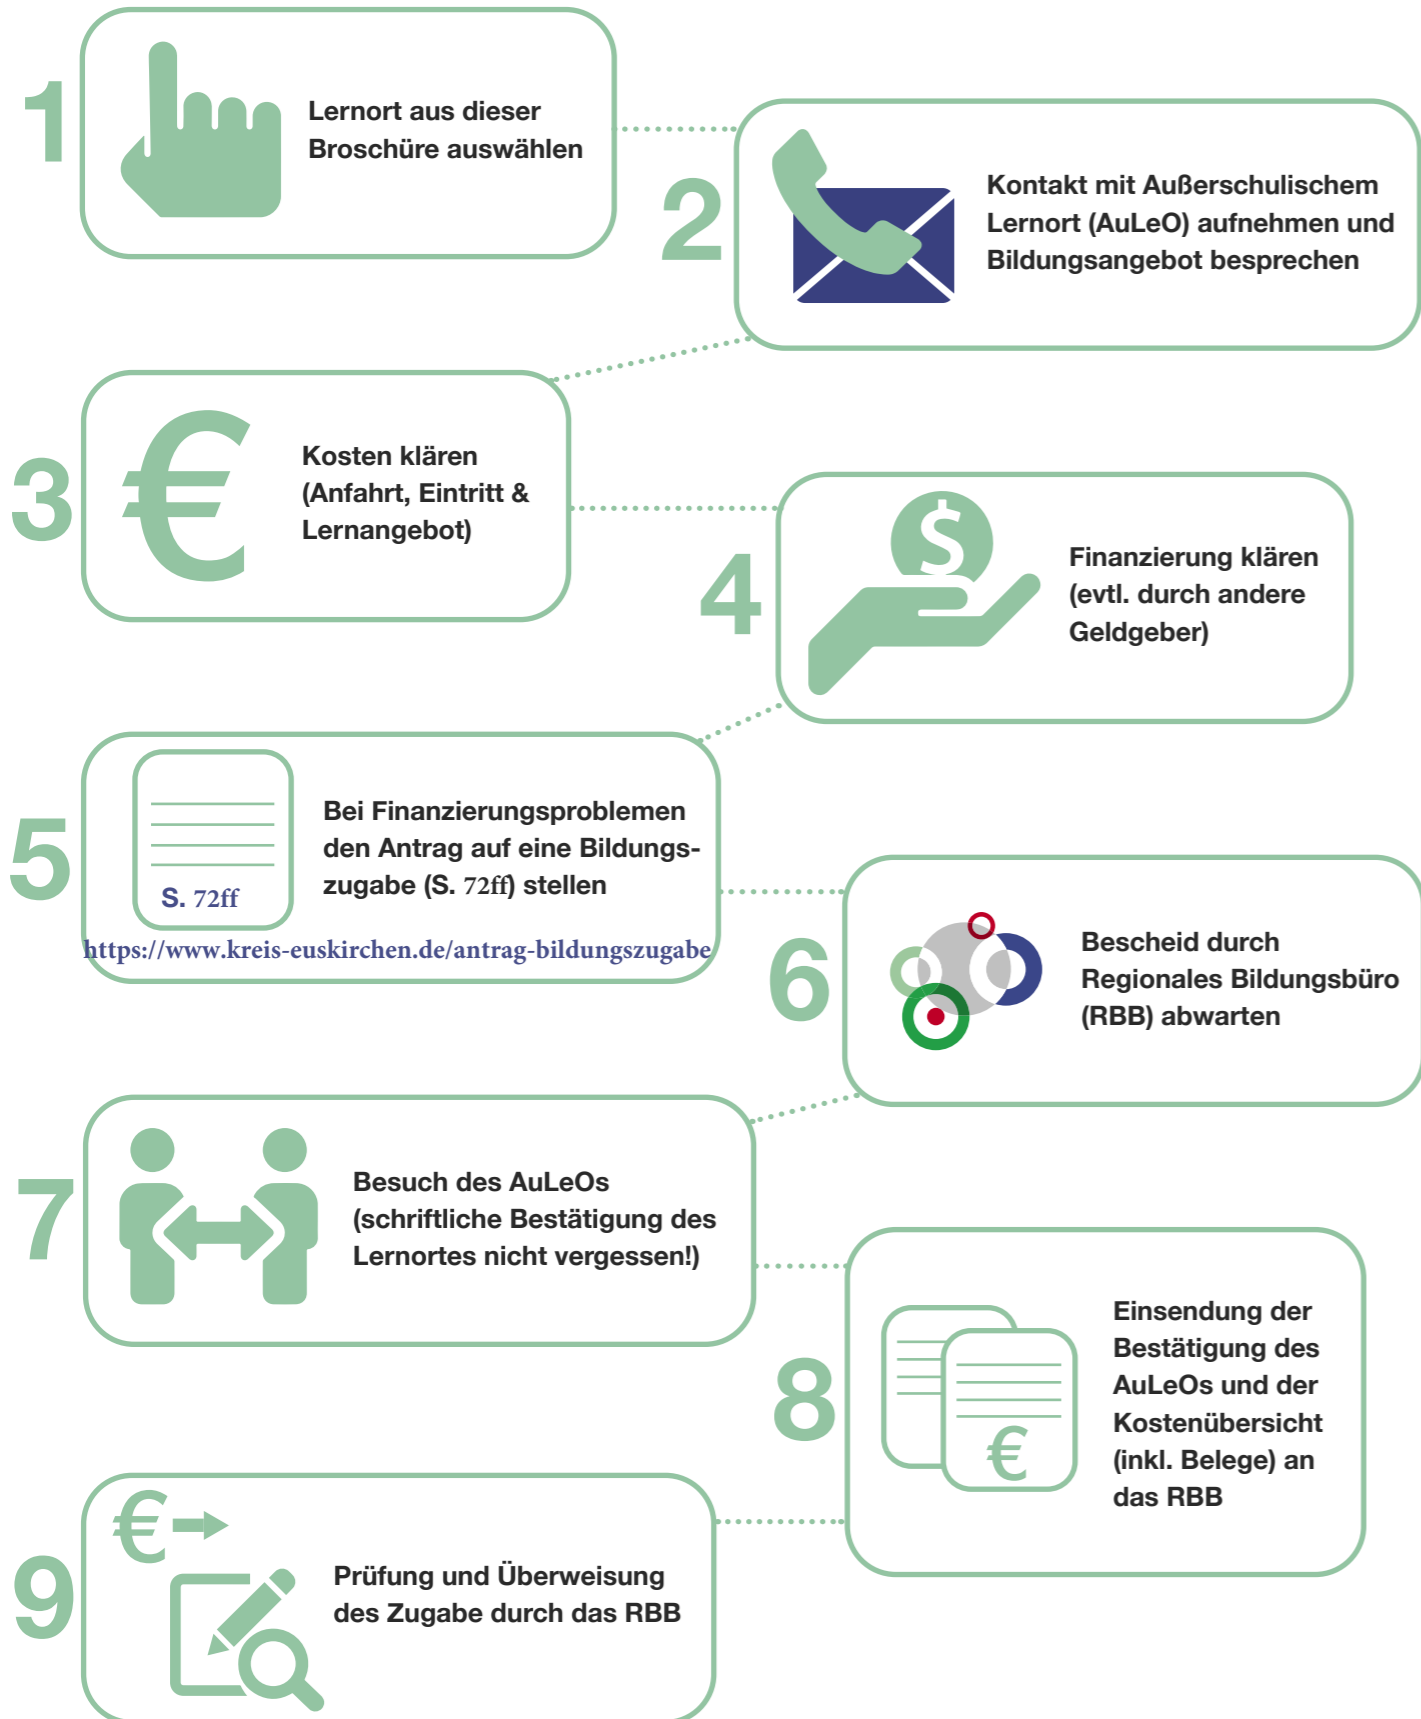 1
Lernort aus dieser
Broschüre auswählen
2
Kontakt mit Außerschulischem
Lernort (AuLeO) aufnehmen und
Bildungsangebot besprechen
3
€
Kosten klären
(Anfahrt, Eintritt &
Lernangebot)
4
$
Finanzierung klären
(evtl. durch andere
Geldgeber)
5
S. 72ff
Bei Finanzierungsproblemen
den Antrag auf eine Bildungs-
zugabe (S. 72ff) stellen
https://www.kreis-euskirchen.de/antrag-bildungszugabe
6
Bescheid durch
Regionales Bildungsbüro
(RBB) abwarten
7
Besuch des AuLeOs
(schriftliche Bestätigung des
Lernortes nicht vergessen!)
8
€
Einsendung der
Bestätigung des
AuLeOs und der
Kostenübersicht
(inkl. Belege) an
das RBB
9
€
Prüfung und Überweisung
des Zugabe durch das RBB